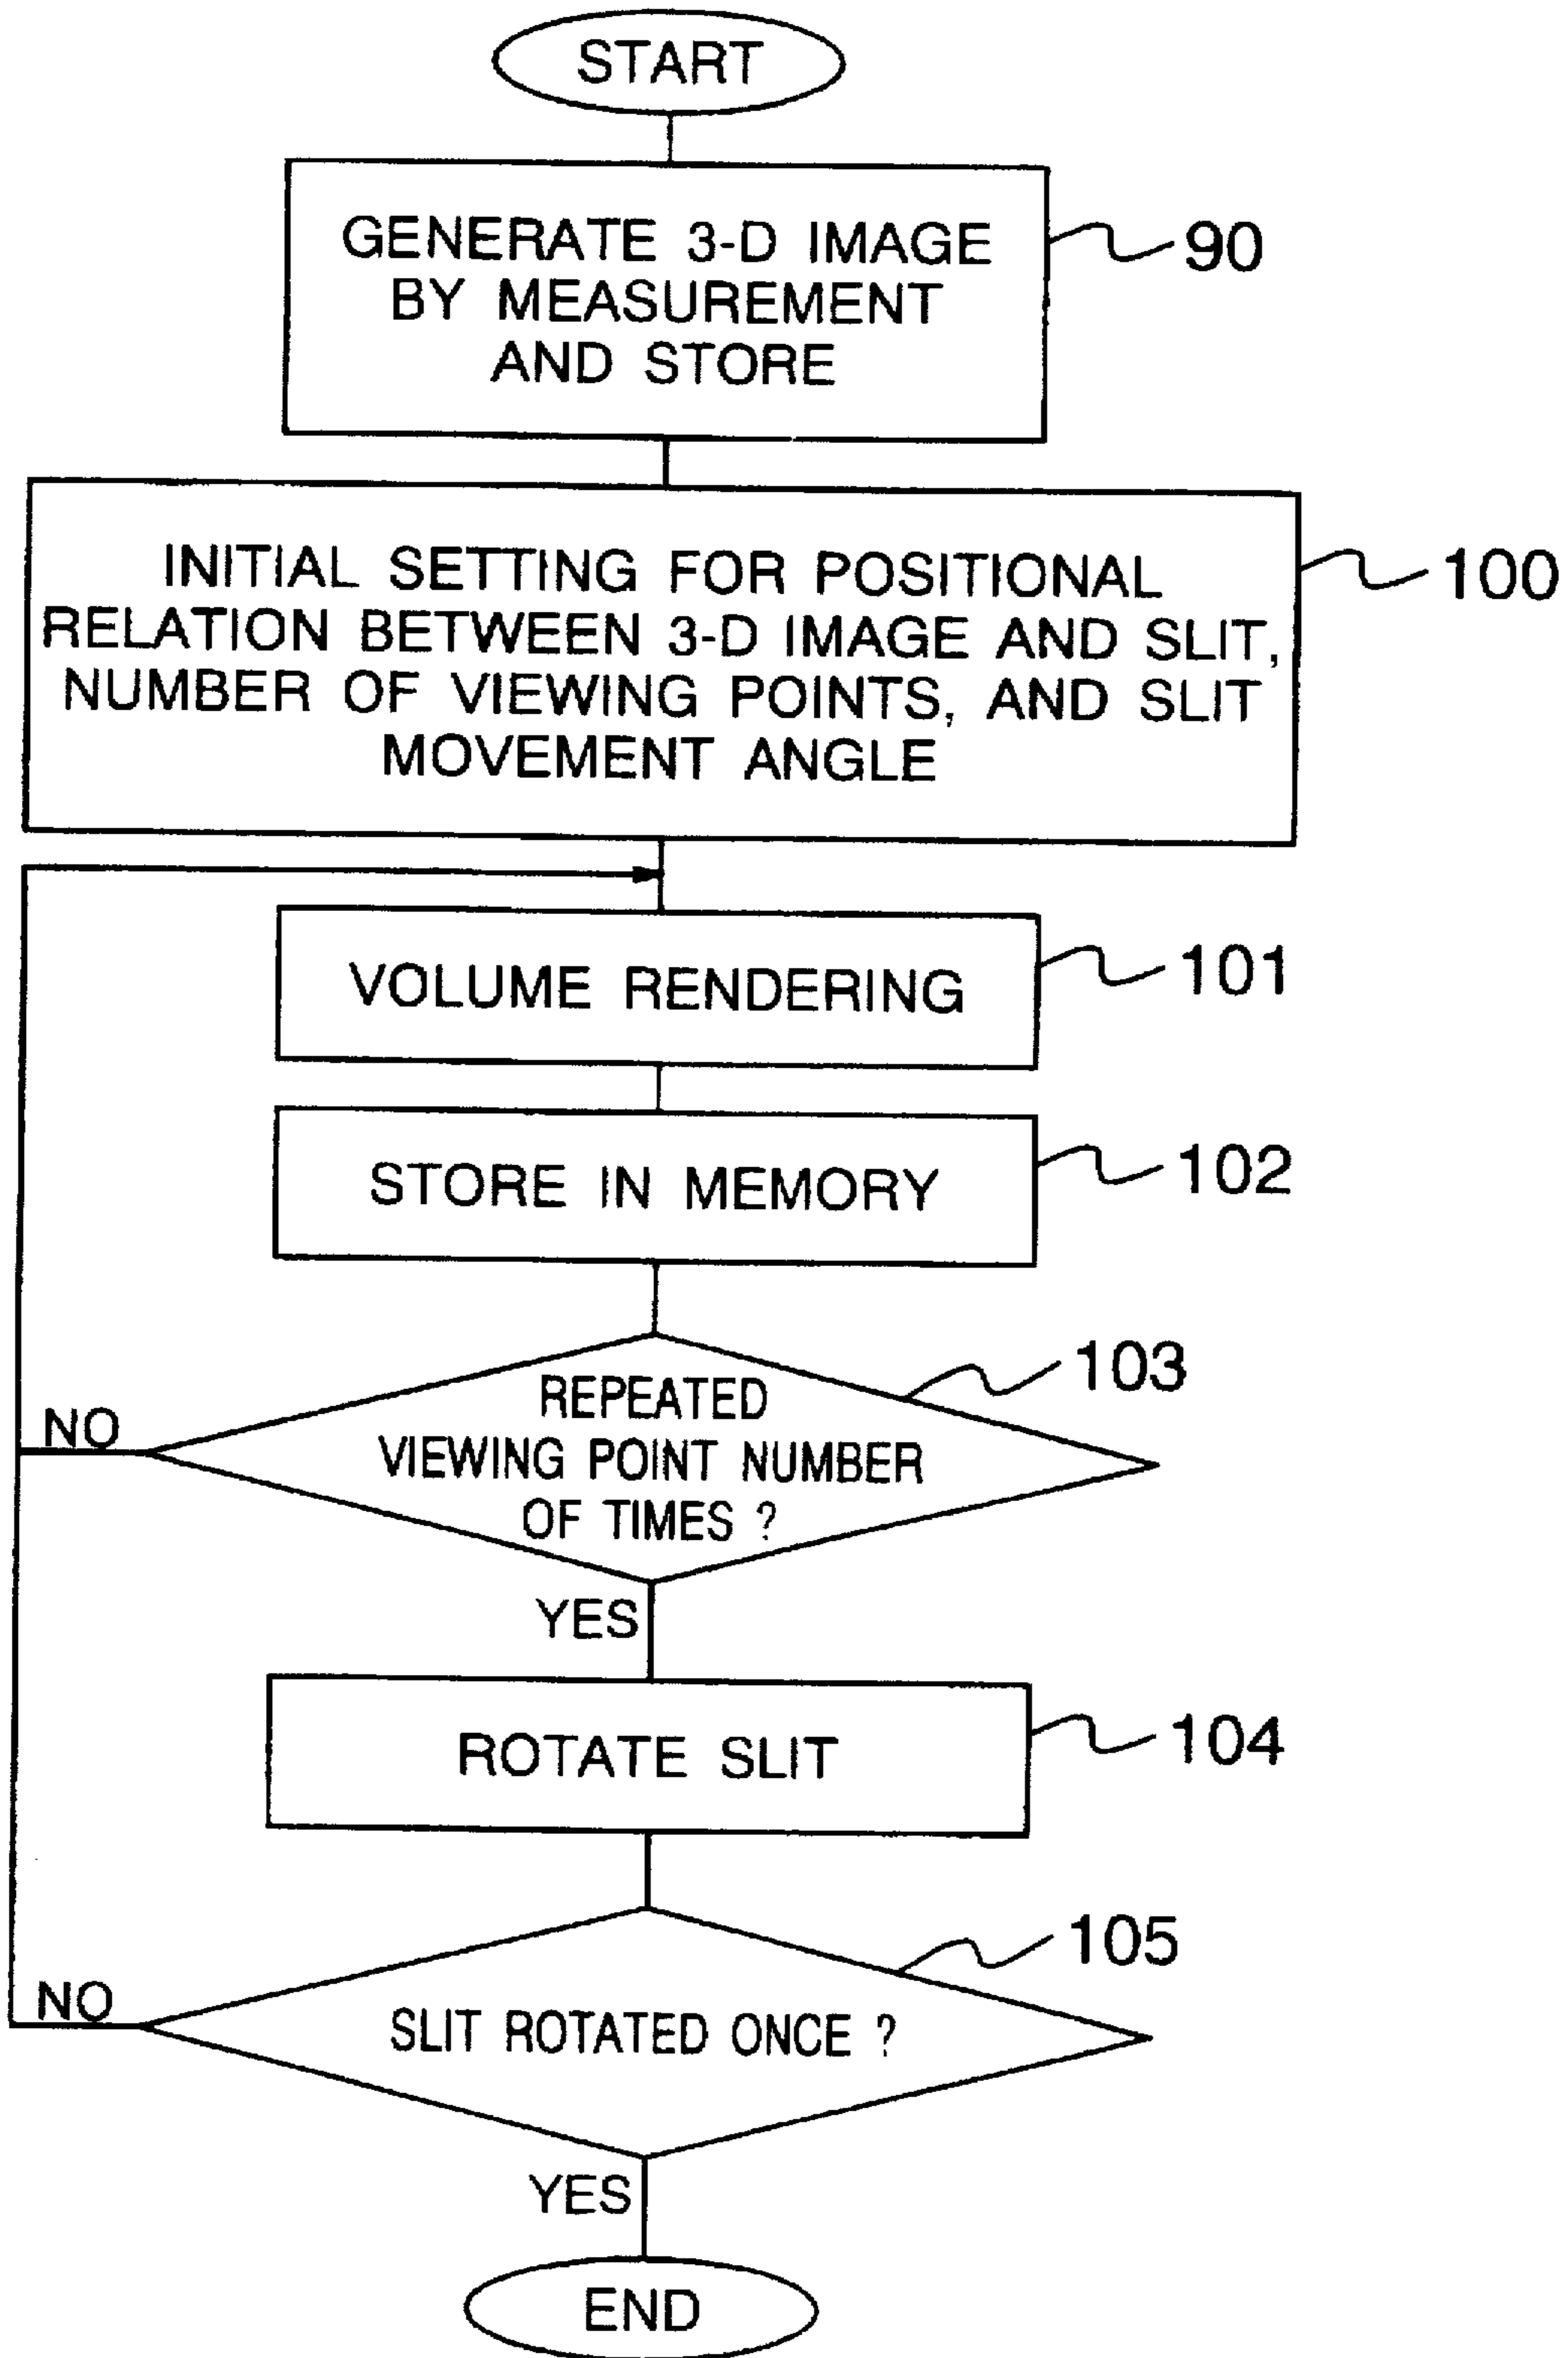 START
GENERATE 3-D IMAGE
BY MEASUREMENT
AND STORE
90
INITIAL SETTING FOR POSITIONAL
RELATION BETWEEN 3-D IMAGE AND SLIT,
NUMBER OF VIEWING POINTS, AND SLIT
MOVEMENT ANGLE
100
VOLUME RENDERING
101
STORE IN MEMORY
102
REPEATED
VIEWING POINT NUMBER
OF TIMES ?
103
NO
YES
ROTATE SLIT
104
SLIT ROTATED ONCE ?
105
NO
YES
END